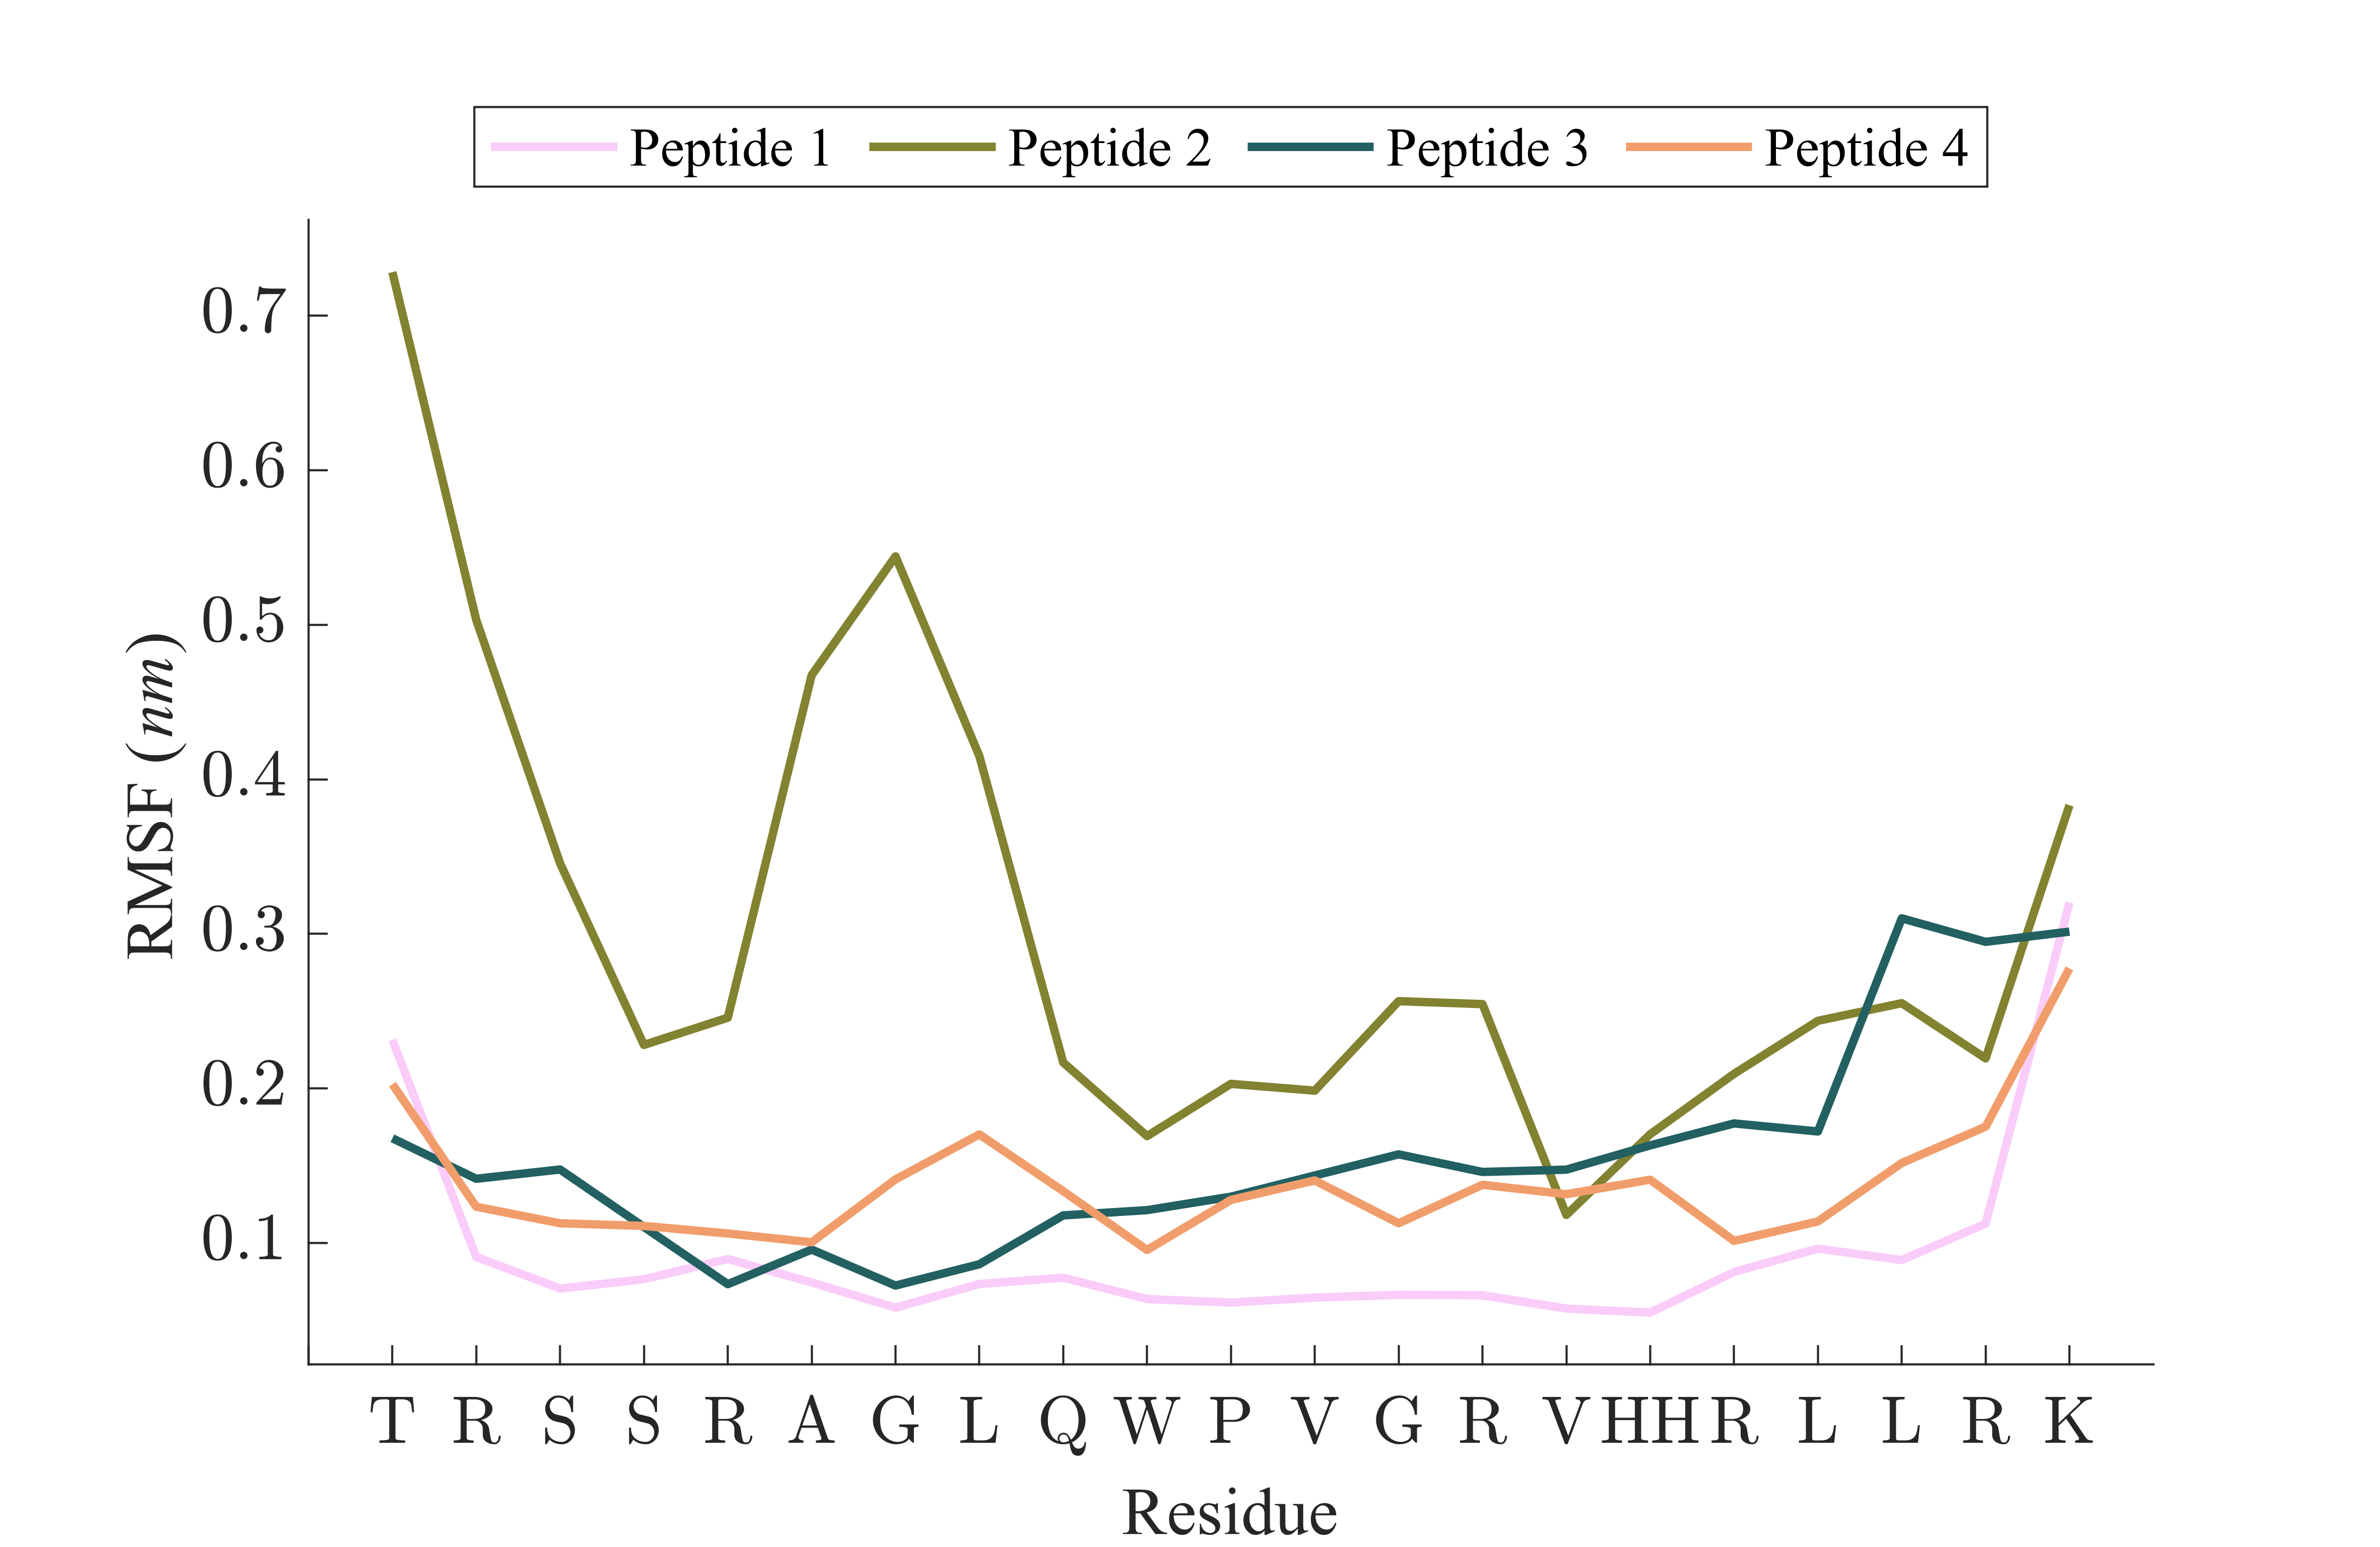 Peptide 1 Peptide 2 Peptide 3 Peptide 4
0.7
0.6
0.5
0.4
0.3
0.2
0.1
RMSF (nm)
T R S S R A G L Q W P V G R V HHH R L L R K
Residue